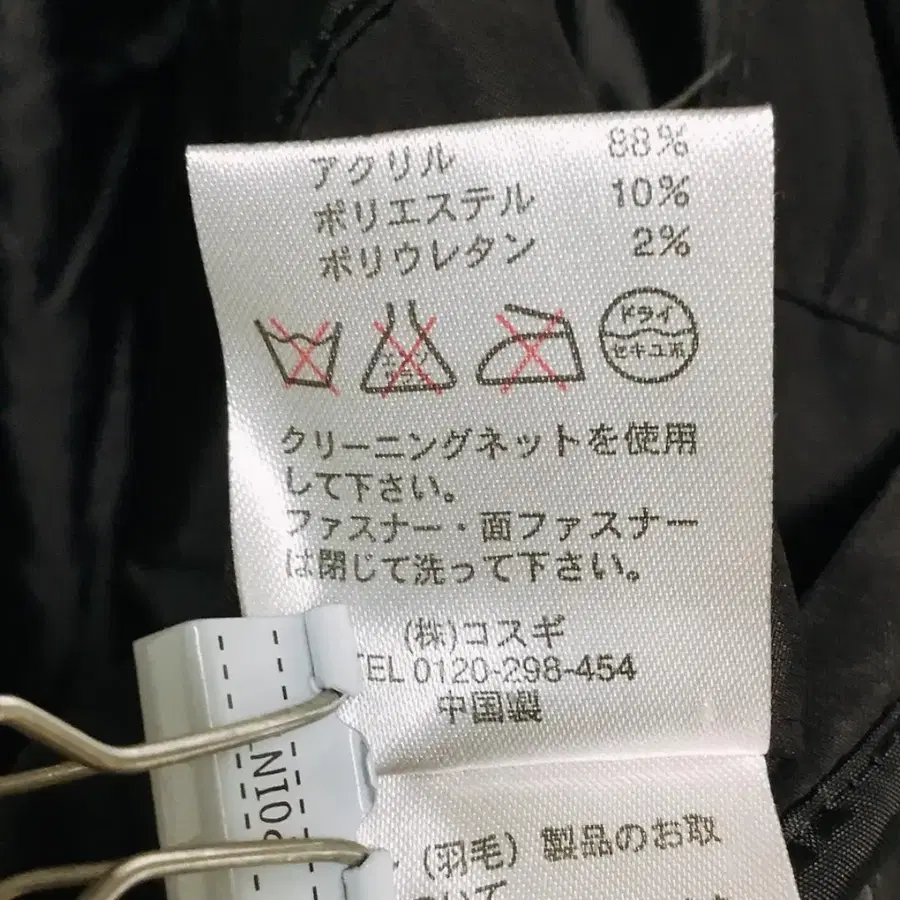 アクリル 88%
ポリエステル 10%
ポリウレタン 2%
ドライ
セキユ系
クリーニングネットを使用
して下さい。
ファスナー・面ファスナー
は閉じて洗って下さい。
(株)コスギ
TEL 0120-298-454
中国製
POINT
(羽毛)製品のお取
ついて